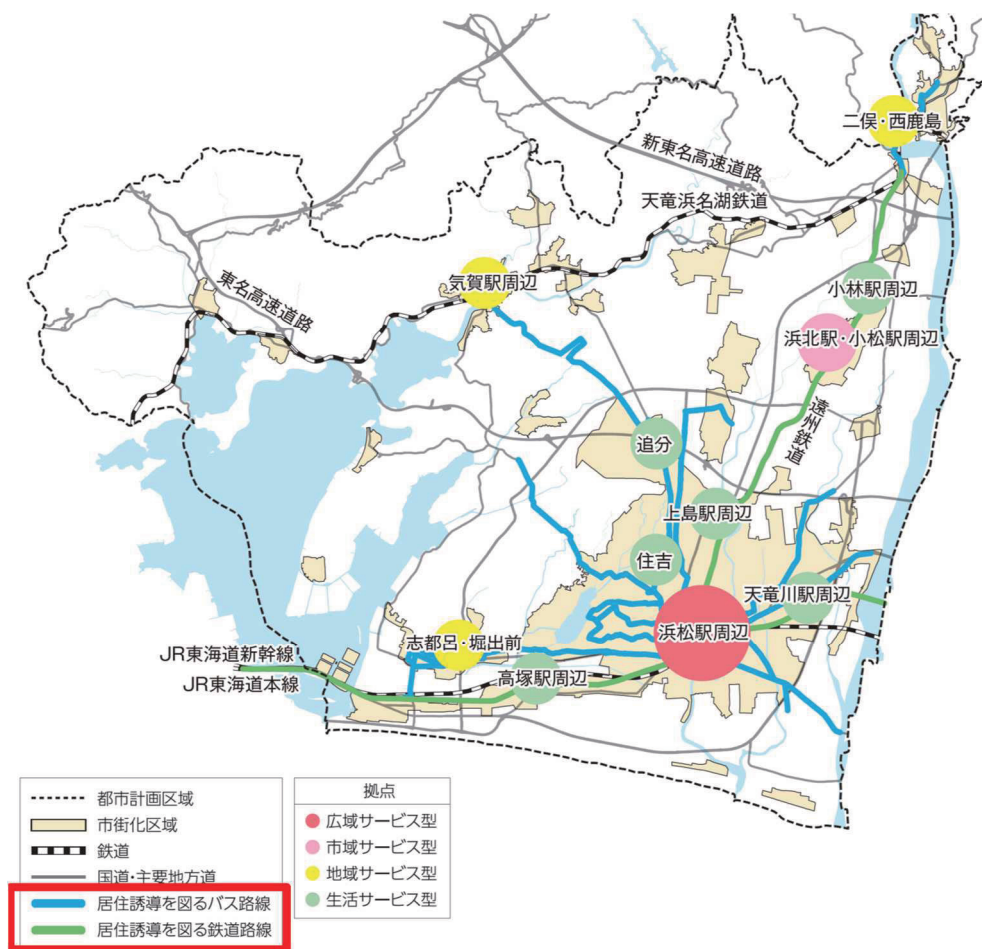 二俣・西鹿島
新東名高速道路
天竜浜名湖鉄道
気賀駅周辺
小林駅周辺
東名高速道路
浜北駅・小松駅周辺
遠州鉄道
追分
上島駅周辺
住吉
天竜川駅周辺
浜松駅周辺
志都呂・堀出前
JR東海道新幹線
高塚駅周辺
JR東海道本線
都市計画区域
市街化区域
鉄道
国道・主要地方道
居住誘導を図るバス路線
居住誘導を図る鉄道路線
拠点
広域サービス型
市域サービス型
地域サービス型
生活サービス型